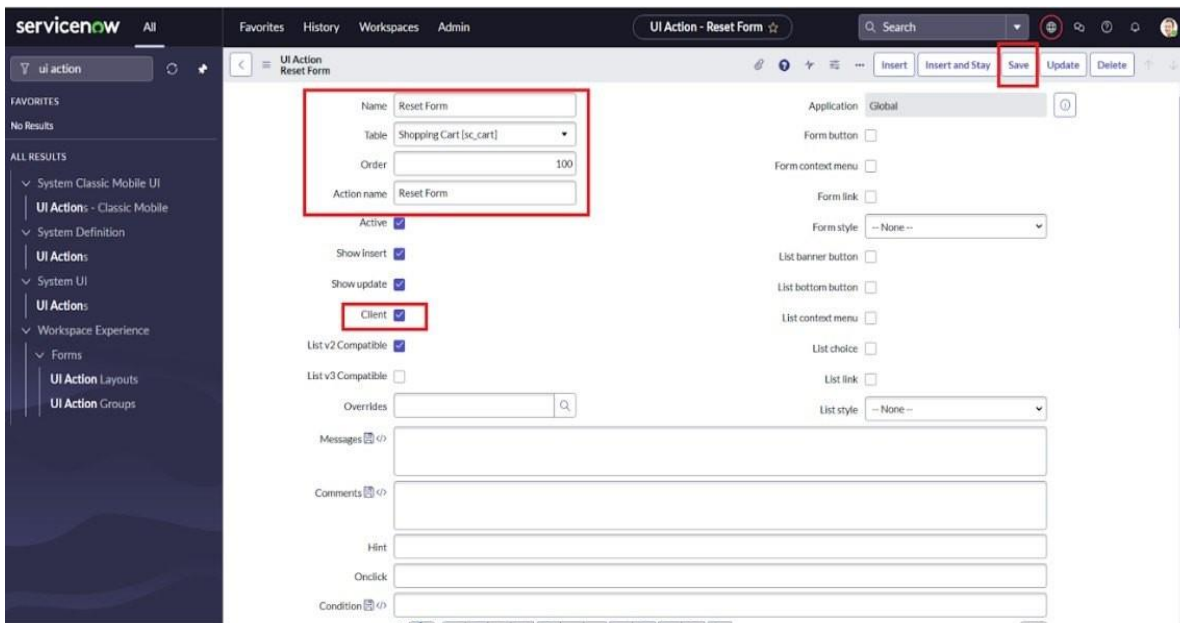 servicenow All Favorites History Workspaces Admin UI Action - Reset Form Search
ui action
UI Action
Reset Form
Insert Insert and Stay Save Update Delete
FAVORITES
No Results
ALL RESULTS
System Classic Mobile UI
UI Actions - Classic Mobile
System Definition
UI Actions
System UI
UI Actions
Workspace Experience
Forms
UI Action Layouts
UI Action Groups
Name Reset Form
Table Shopping Cart [sc_cart]
Order 100
Action name Reset Form
Active
Show insert
Show update
Client
List v2 Compatible
List v3 Compatible
Overrides
Application Global
Form button
Form context menu
Form link
Form style -- None --
List banner button
List bottom button
List context menu
List choice
List link
List style -- None --
Messages
Comments
Hint
Onclick
Condition